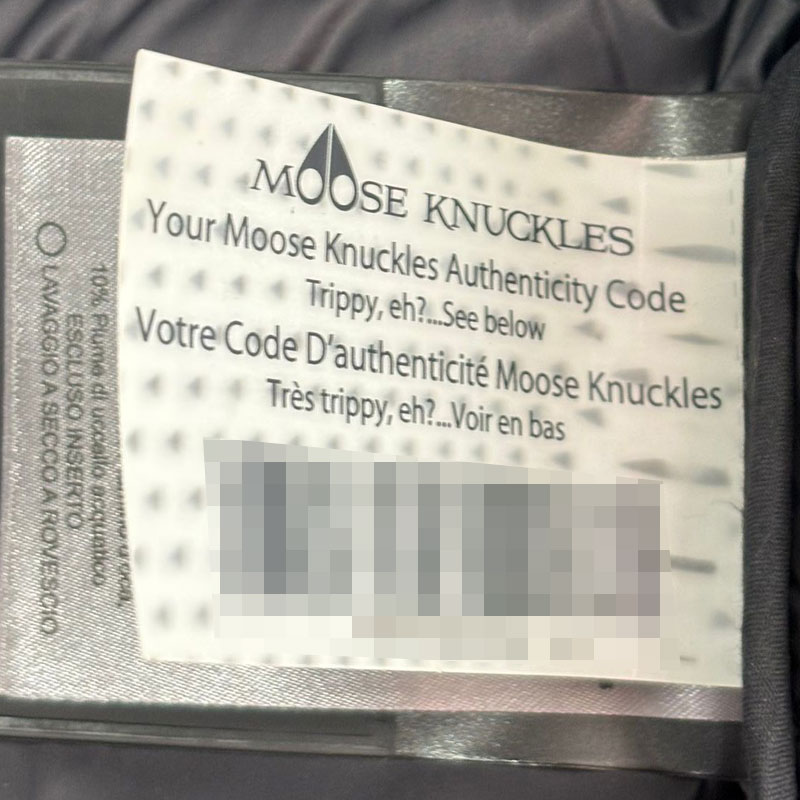 MOOSE KNUCKLES
Your Moose Knuckles Authenticity Code
Trippy, eh?...See below
Votre Code D'authenticité Moose Knuckles
Très trippy, eh?...Voir en bas
10% Piume di uccello acquatico
ESCLUSO INSERTO
LAVAGGIO A SECCO A ROVESCIO